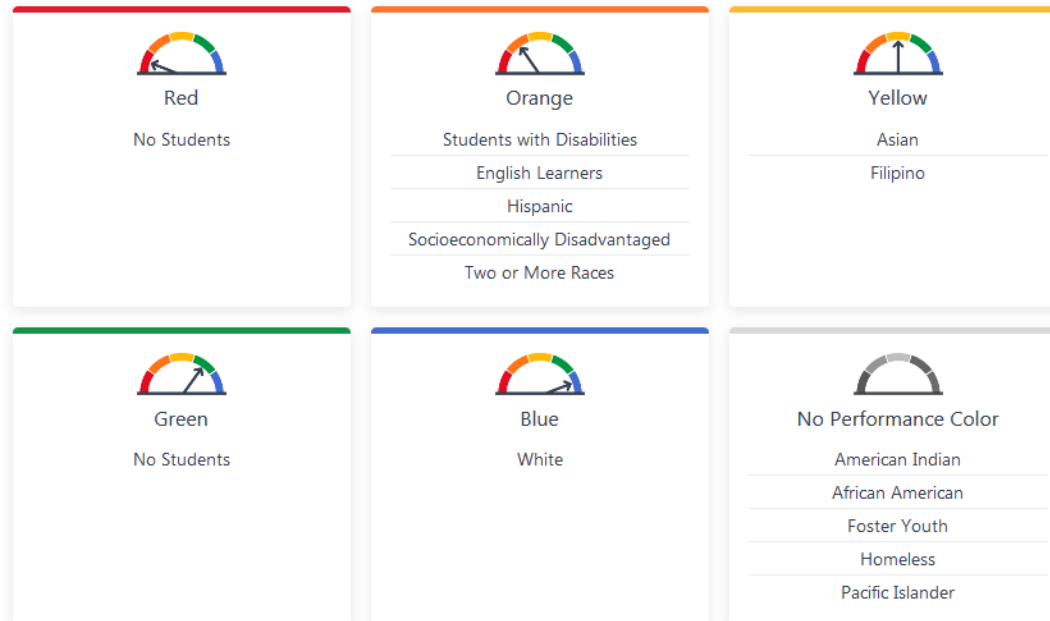 Red
No Students
Orange
Students with Disabilities
English Learners
Hispanic
Socioeconomically Disadvantaged
Two or More Races
Yellow
Asian
Filipino
Green
No Students
Blue
White
No Performance Color
American Indian
African American
Foster Youth
Homeless
Pacific Islander